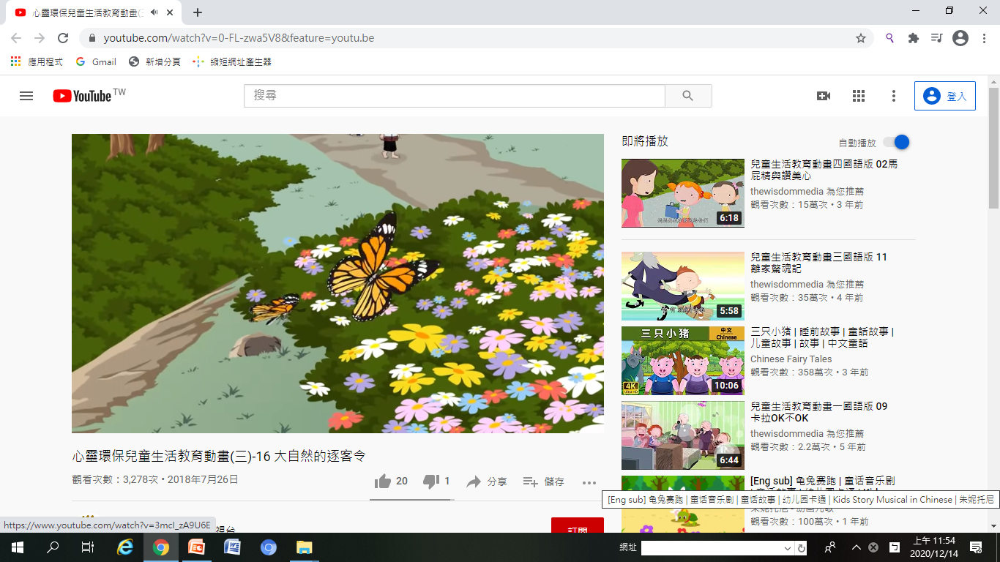 心靈環保兒童生活教育動畫(三
youtube.com/watch?v=0-FL-zwa5V8&feature=youtu.be
應用程式 Gmail 新增分頁 縮短網址產生器
YouTube TW
搜尋
登入
心靈環保兒童生活教育動畫(三)-16 大自然的逐客令
觀看次數：3,278次 • 2018年7月26日
20 1 分享 儲存
訂閱
即將播放
自動播放
6:18
兒童生活教育動畫四國語版 02馬
屁精與讚美心
thewisdommedia 為您推薦
觀看次數：15萬次 • 3 年前
5:58
兒童生活教育動畫三國語版 11
離家驚魂記
thewisdommedia 為您推薦
觀看次數：35萬次 • 4 年前
三只小猪
中文
Chinese
4K
ULTRA HD
10:06
三只小猪 | 睡前故事 | 童話故事 |
儿童故事 | 故事 | 中文童話
Chinese Fairy Tales
觀看次數：358萬次 • 3 年前
6:44
兒童生活教育動畫一國語版 09
卡拉OK不OK
thewisdommedia 為您推薦
觀看次數：2.2萬次 • 5 年前
[Eng sub] 龟兔赛跑 | 童话音乐剧
[Eng sub] 龟兔赛跑 | 童话音乐剧 | 童话故事 | 幼儿园卡通 | Kids Story Musical in Chinese | 朱妮托尼
觀看次數：100萬次 • 1 年前
https://www.youtube.com/watch?v=3mcI_zA9U6E
視台
網址
上午 11:54
2020/12/14